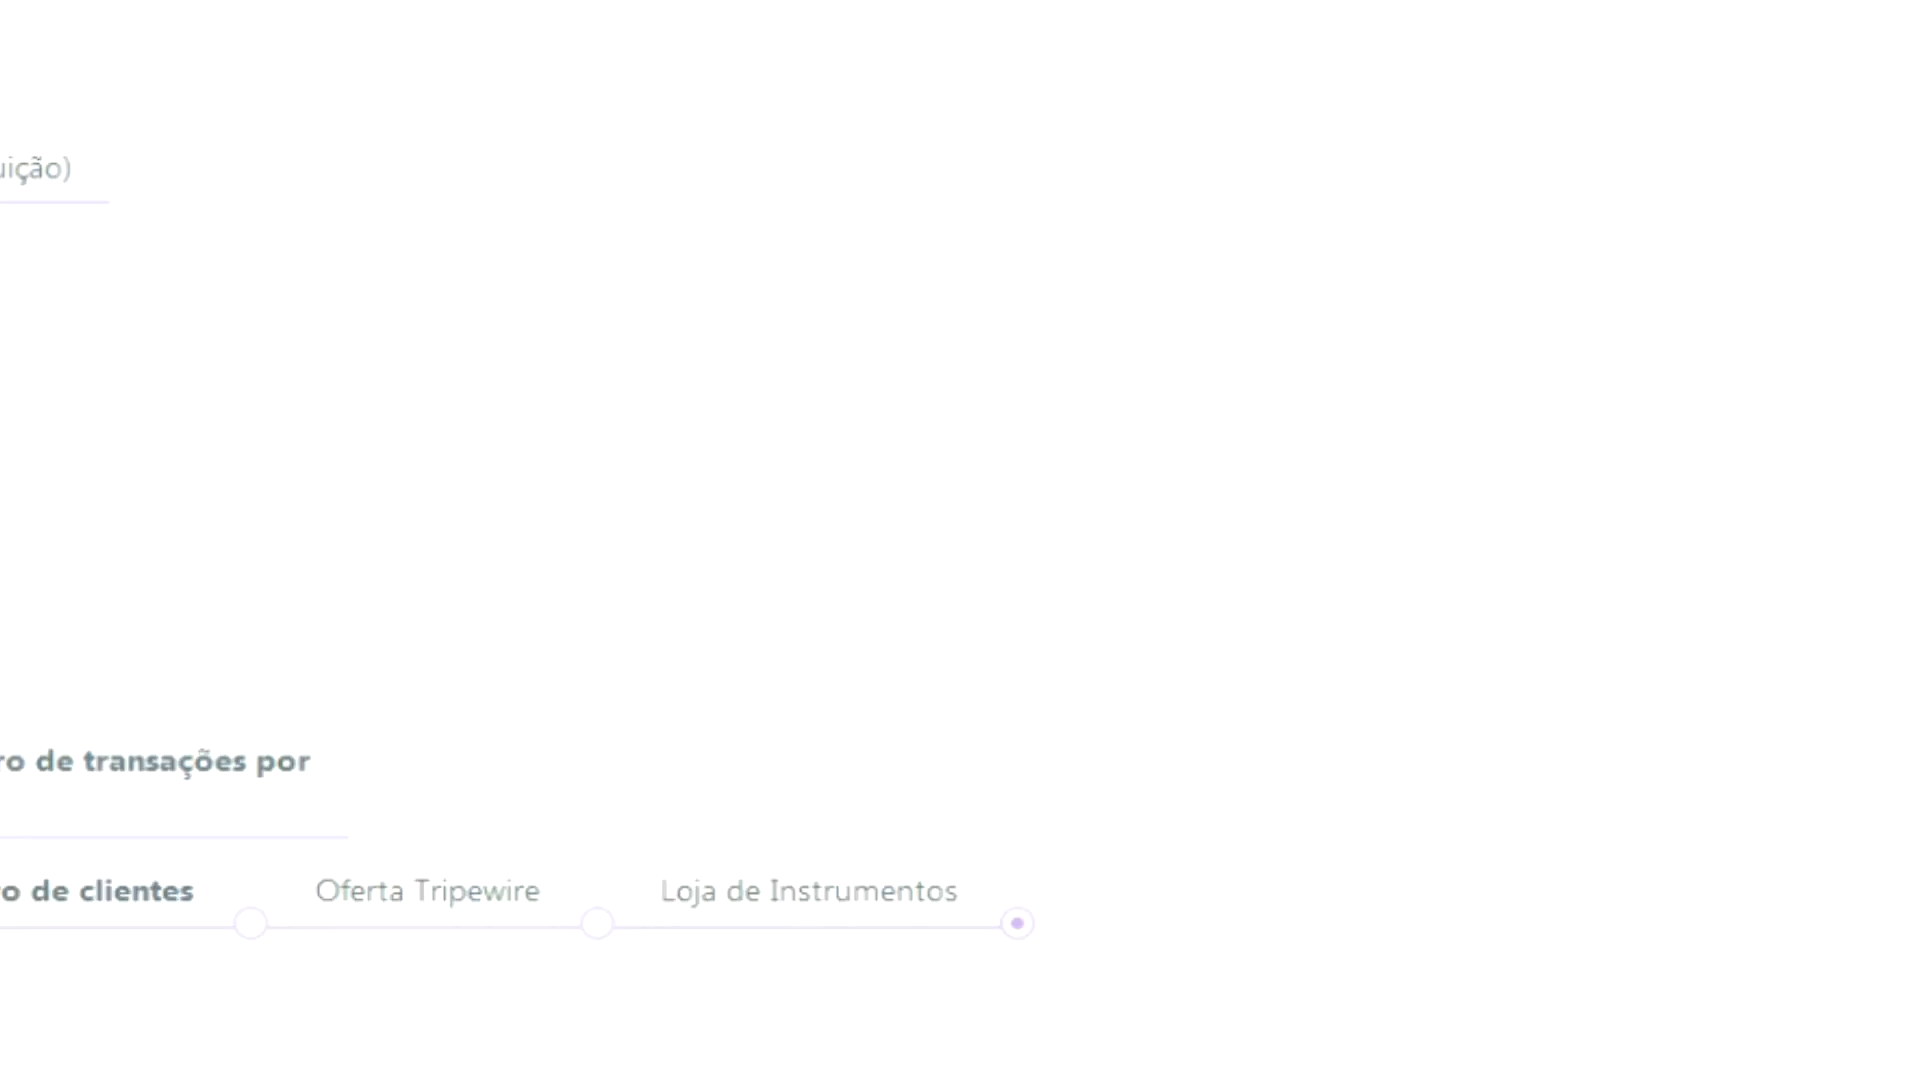 uição)
ro de transações por
o de clientes
Oferta Tripewire
Loja de Instrumentos